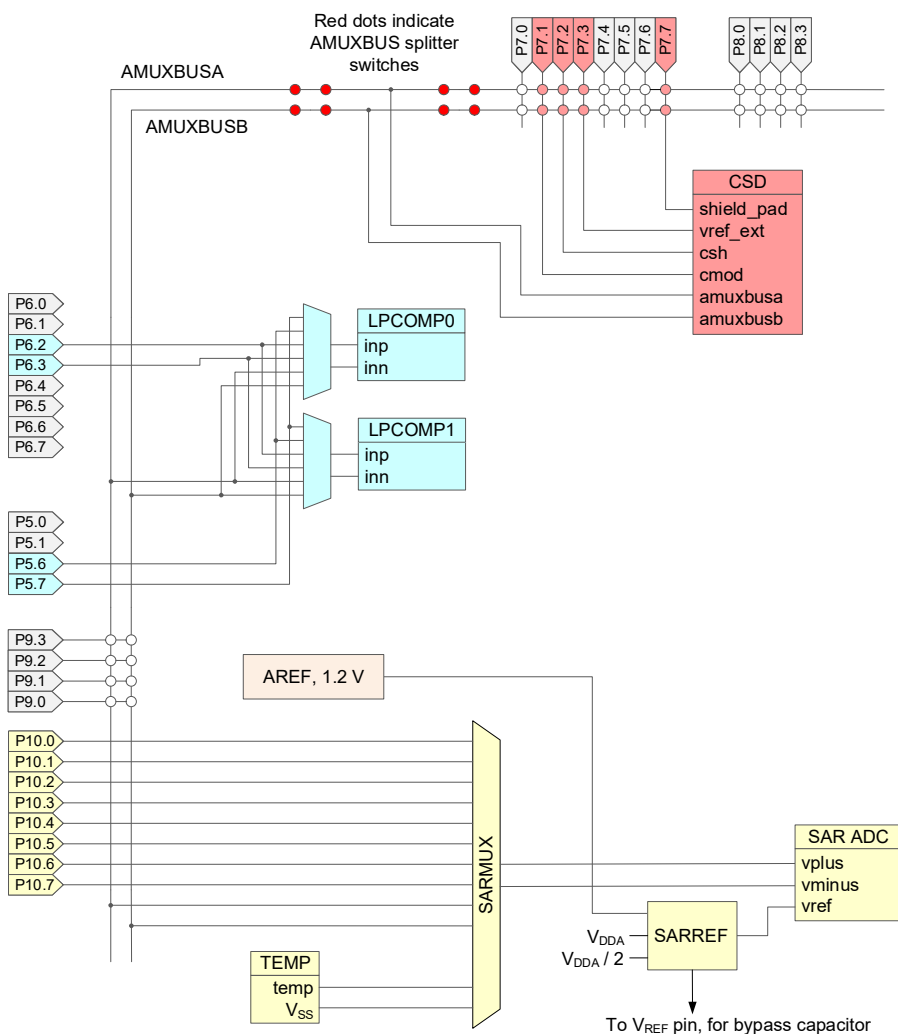 Red dots indicate
AMUXBUS splitter
switches
P7.0
P7.1
P7.2
P7.3
P7.4
P7.5
P7.6
P7.7
P8.0
P8.1
P8.2
P8.3
AMUXBUSA
AMUXBUSB
CSD
shield_pad
vref_ext
csh
cmod
amuxbusa
amuxbusb
P6.0
P6.1
P6.2
P6.3
P6.4
P6.5
P6.6
P6.7
LPCOMP0
inp
inn
LPCOMP1
inp
inn
P5.0
P5.1
P5.6
P5.7
P9.3
P9.2
P9.1
P9.0
AREF, 1.2 V
P10.0
P10.1
P10.2
P10.3
P10.4
P10.5
P10.6
P10.7
SARMUX
SAR ADC
vplus
vminus
vref
SARREF
VDDA
VDDA / 2
TEMP
temp
VSS
To VREF pin, for bypass capacitor